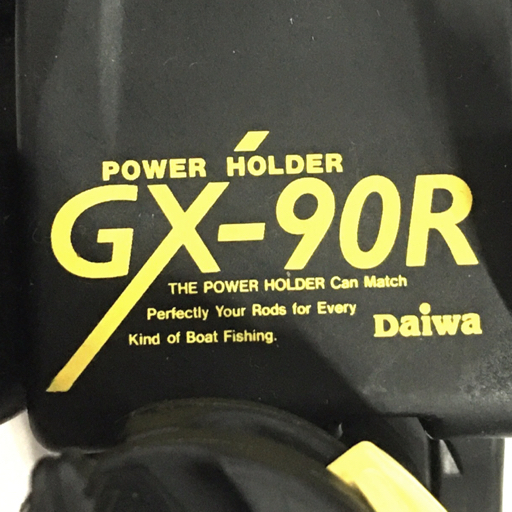 POWER HOLDER
GX-90R
THE POWER HOLDER Can Match
Perfectly Your Rods for Every
Kind of Boat Fishing.
Daiwa